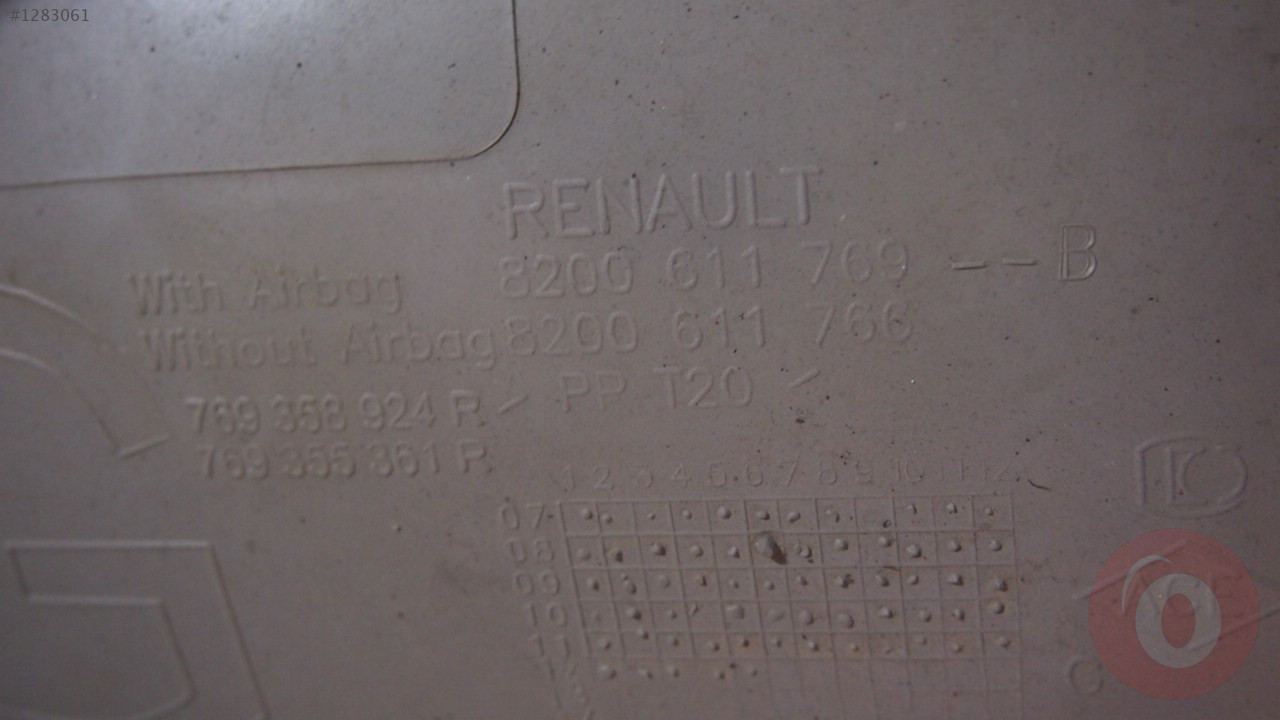 #1283061
RENAULT
With Airbag 8200 611 769 -- B
Without Airbag 8200 611 766
769 358 924 R > PP T20 <
769 355 361 R
1 2 3 4 5 6 7 8 9 10 11 12
07
08
09
10
11
12